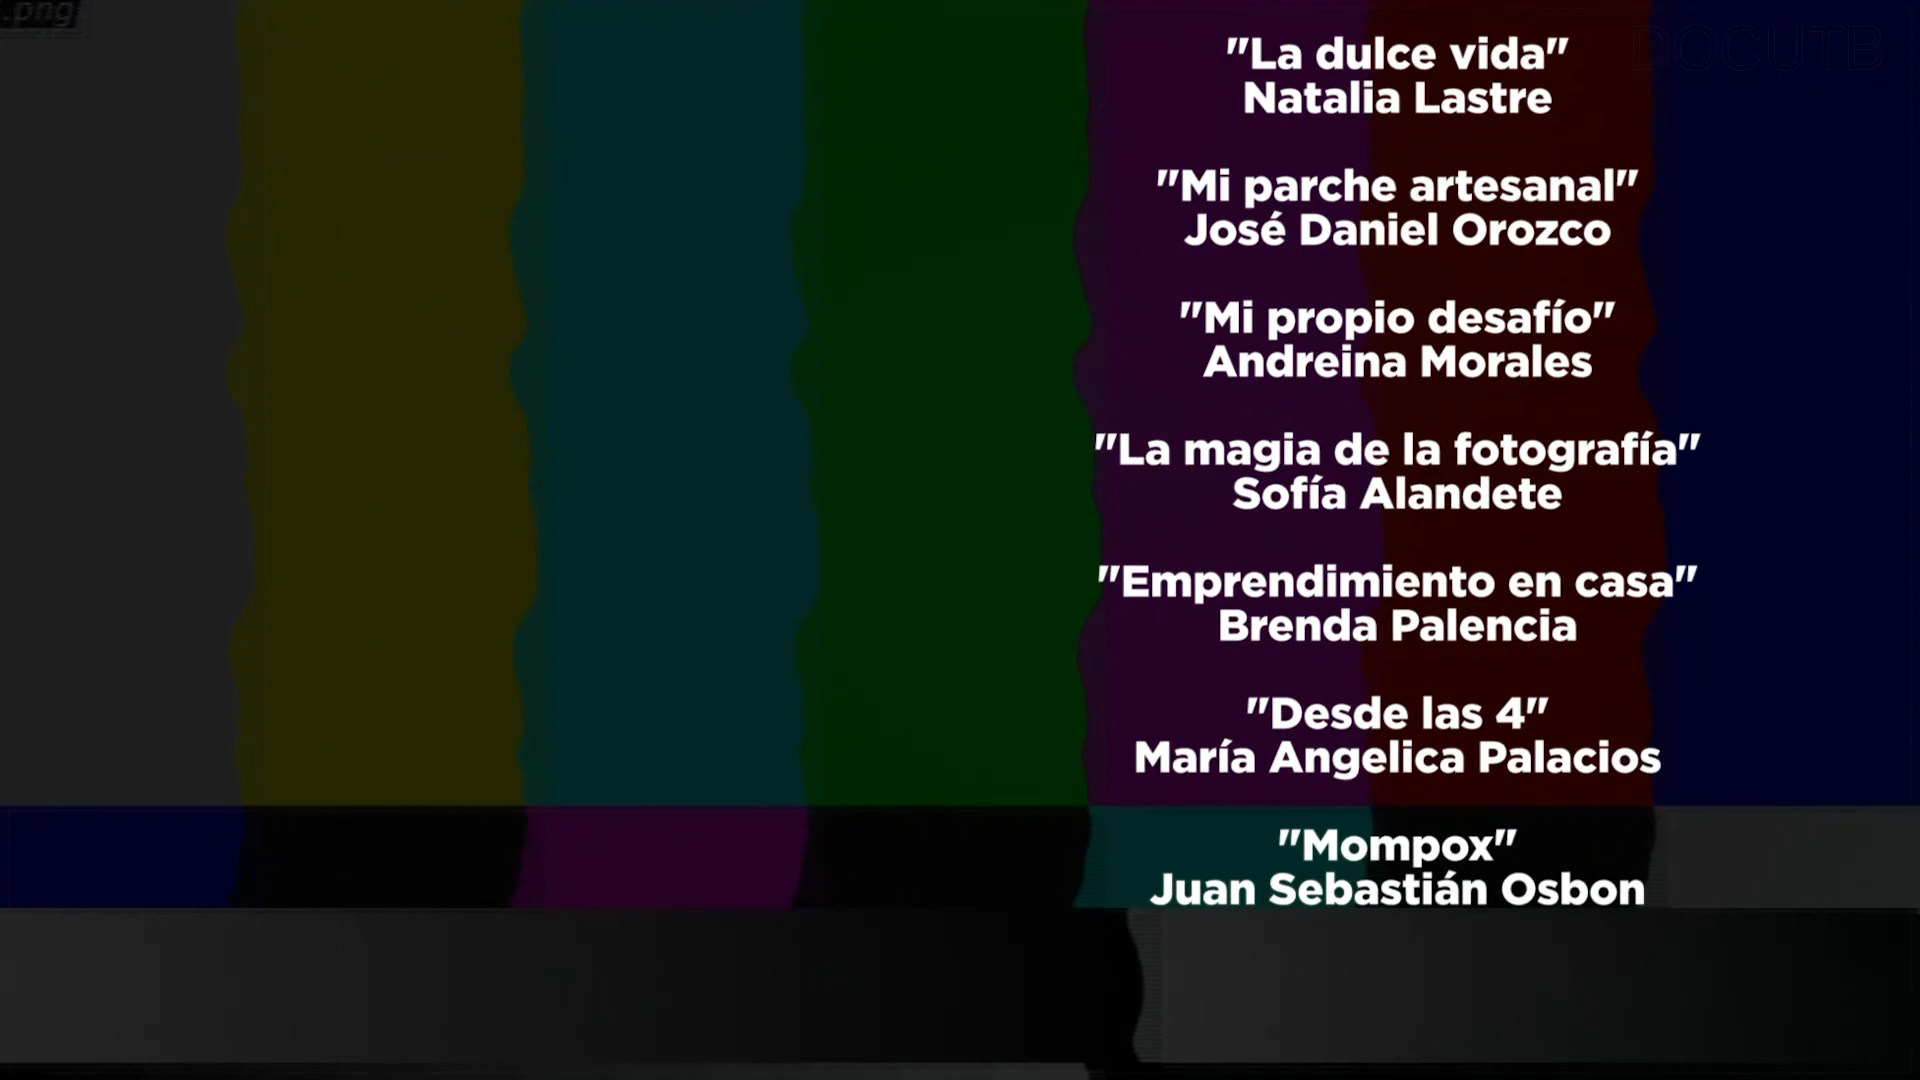 .png
DOCUTB
"La dulce vida"
Natalia Lastre
"Mi parche artesanal"
José Daniel Orozco
"Mi propio desafío"
Andreina Morales
"La magia de la fotografía"
Sofía Alandete
"Emprendimiento en casa"
Brenda Palencia
"Desde las 4"
María Angelica Palacios
"Mompox"
Juan Sebastián Osbon